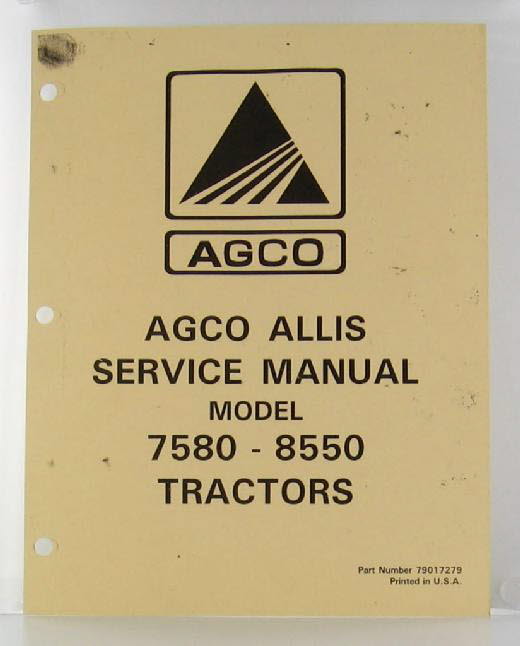 AGCO
AGCO ALLIS
SERVICE MANUAL
MODEL
7580 - 8550
TRACTORS
Part Number 79017279
Printed in U.S.A.